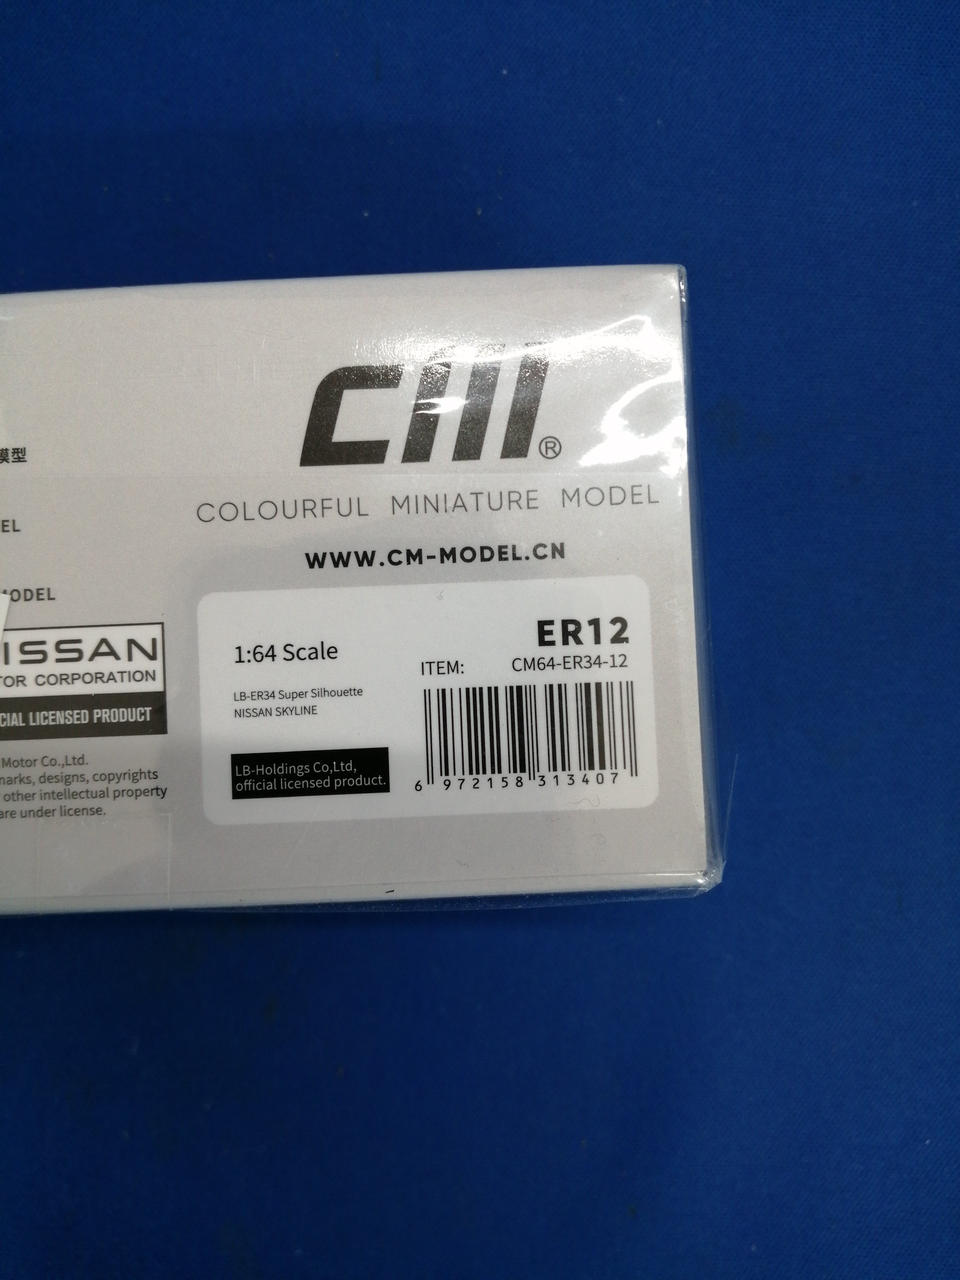 cm®
COLOURFUL MINIATURE MODEL
WWW.CM-MODEL.CN
模型
EL
MODEL
NISSAN
TOR CORPORATION
CIAL LICENSED PRODUCT
Motor Co.,Ltd.
marks, designs, copyrights
other intellectual property
are under license.
1:64 Scale
LB-ER34 Super Silhouette
NISSAN SKYLINE
LB-Holdings Co,Ltd,
official licensed product.
ER12
ITEM: CM64-ER34-12
6 972158 313407